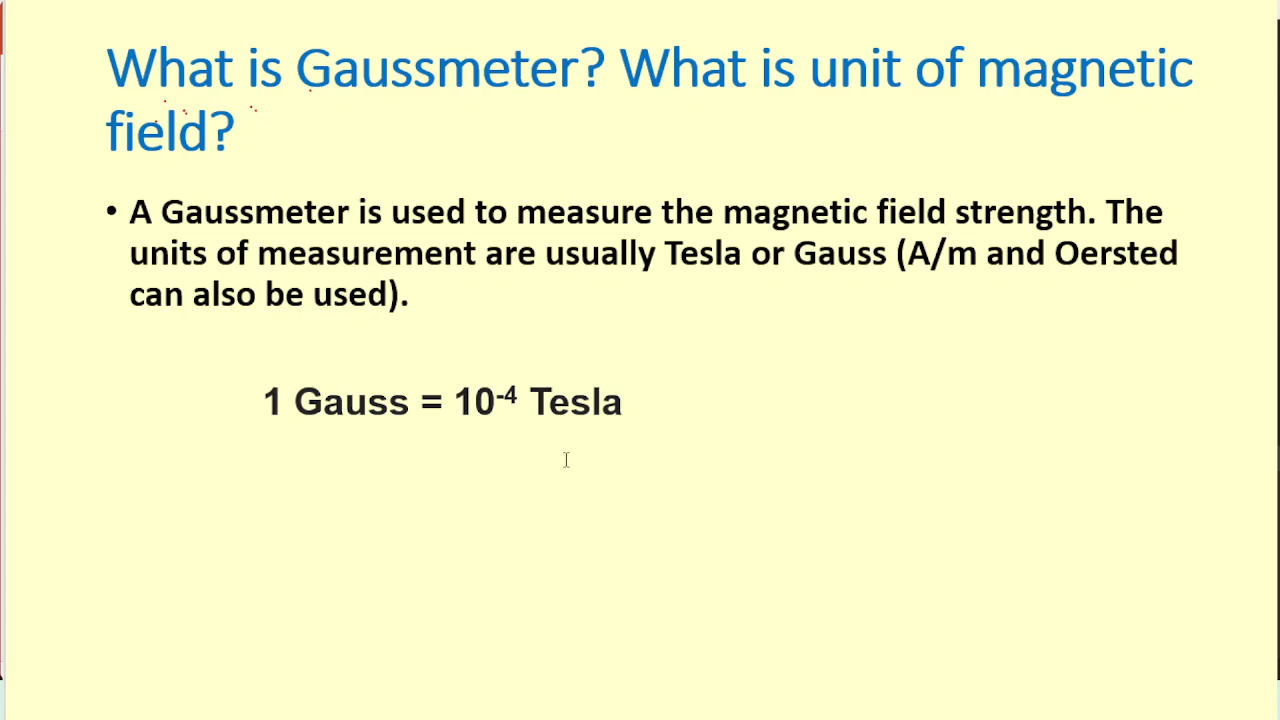 What is Gaussmeter? What is unit of magnetic
field?
• A Gaussmeter is used to measure the magnetic field strength. The
units of measurement are usually Tesla or Gauss (A/m and Oersted
can also be used).
1 Gauss = 10⁻⁴ Tesla